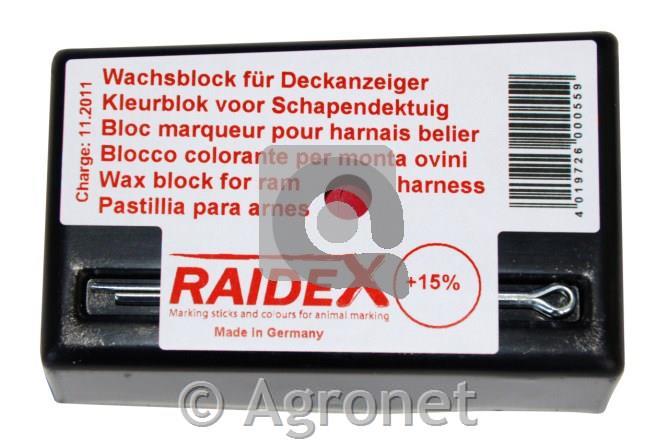 Wachsblock für Deckanzeiger
Kleurblok voor Schapendektuig
Bloc marqueur pour harnais belier
Blocco colorante per monta ovini
Wax block for ram harness
Pastillia para arnes
Charge: 11.2011
4 019726 000559
RAIDEX
+15%
Marking sticks and colours for animal marking
Made in Germany
© Agronet